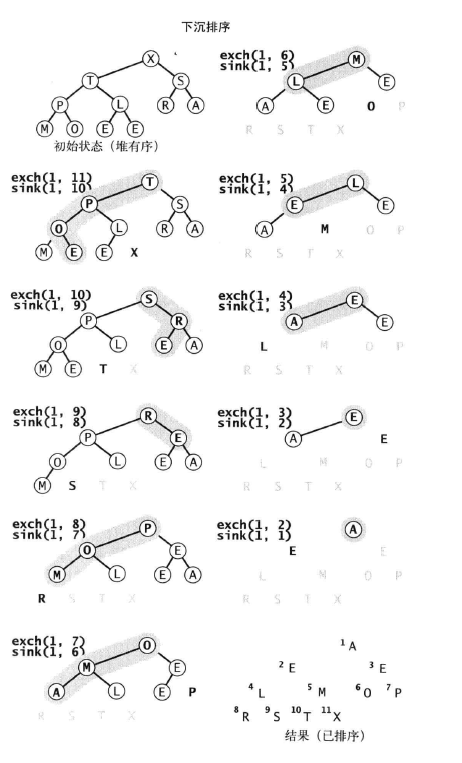 下沉排序
X
T S
P L R A
M O E E
初始状态（堆有序）
exch(1, 11)
sink(1, 10)
T
P S
O L R A
M E E X
exch(1, 10)
sink(1, 9)
S
P R
O L E A
M E T X
exch(1, 9)
sink(1, 8)
R
P E
O L E A
M S T X
exch(1, 8)
sink(1, 7)
P
O E
M L E A
R S T X
exch(1, 7)
sink(1, 6)
O
M E
A L E P
R S T X
exch(1, 6)
sink(1, 5)
M
L E
A E O P
R S T X
exch(1, 5)
sink(1, 4)
L
E E
A M O P
R S T X
exch(1, 4)
sink(1, 3)
E
A E
L M O P
R S T X
exch(1, 3)
sink(1, 2)
E
A E
L M O P
R S T X
exch(1, 2)
sink(1, 1)
A
E E
L M O P
R S T X
1 A
2 E 3 E
4 L 5 M 6 O 7 P
8 R 9 S 10 T 11 X
结果（已排序）